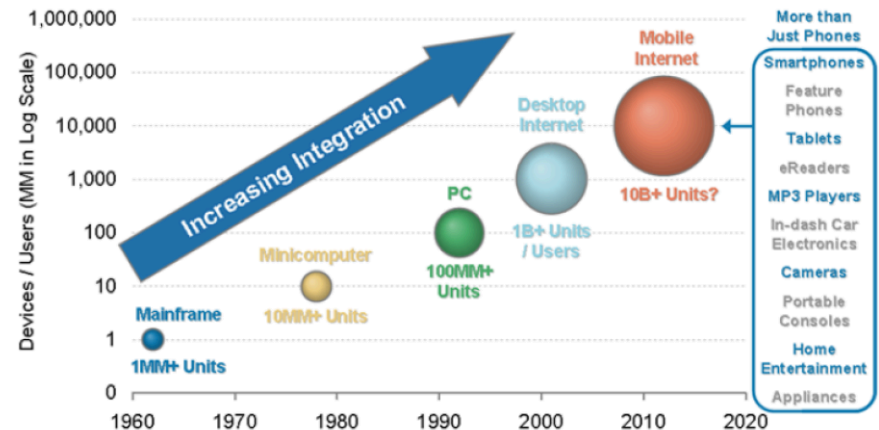 1,000,000
100,000
10,000
1,000
100
10
1
0
Devices / Users (MM in Log Scale)
1960
1970
1980
1990
2000
2010
2020
Increasing Integration
Mainframe
1MM+ Units
Minicomputer
10MM+ Units
PC
100MM+
Units
Desktop
Internet
1B+ Units
/ Users
Mobile
Internet
10B+ Units?
More than
Just Phones
Smartphones
Feature
Phones
Tablets
eReaders
MP3 Players
In-dash Car
Electronics
Cameras
Portable
Consoles
Home
Entertainment
Appliances